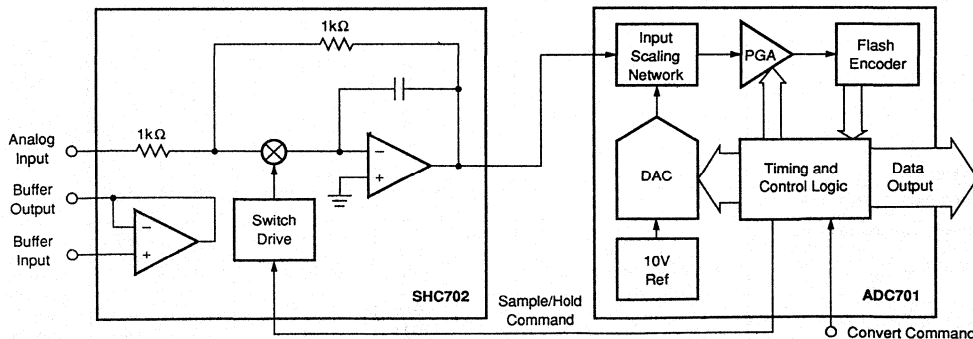 1kΩ
1kΩ
Analog
Input
Buffer
Output
Buffer
Input
−
+
−
+
Switch
Drive
SHC702
Sample/Hold
Command
Input
Scaling
Network
PGA
Flash
Encoder
DAC
Timing and
Control Logic
Data
Output
10V
Ref
ADC701
Convert Command